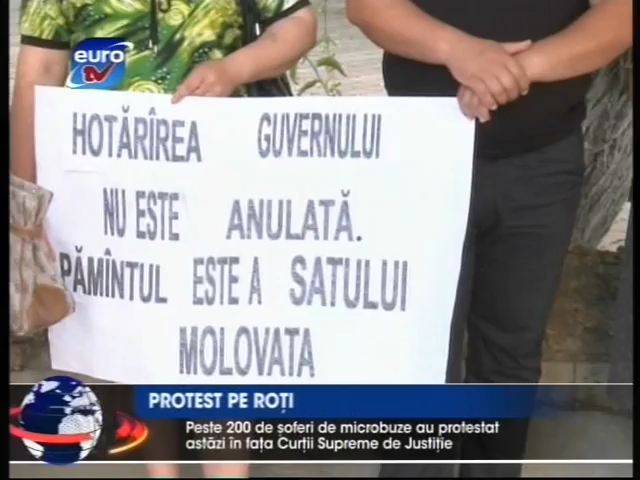 euro
tv
HOTĂRÎREA GUVERNULUI
NU ESTE ANULATĂ.
PĂMÎNTUL ESTE A SATULUI
MOLOVATA
PROTEST PE ROȚI
Peste 200 de șoferi de microbuze au protestat
astăzi în fața Curții Supreme de Justiție